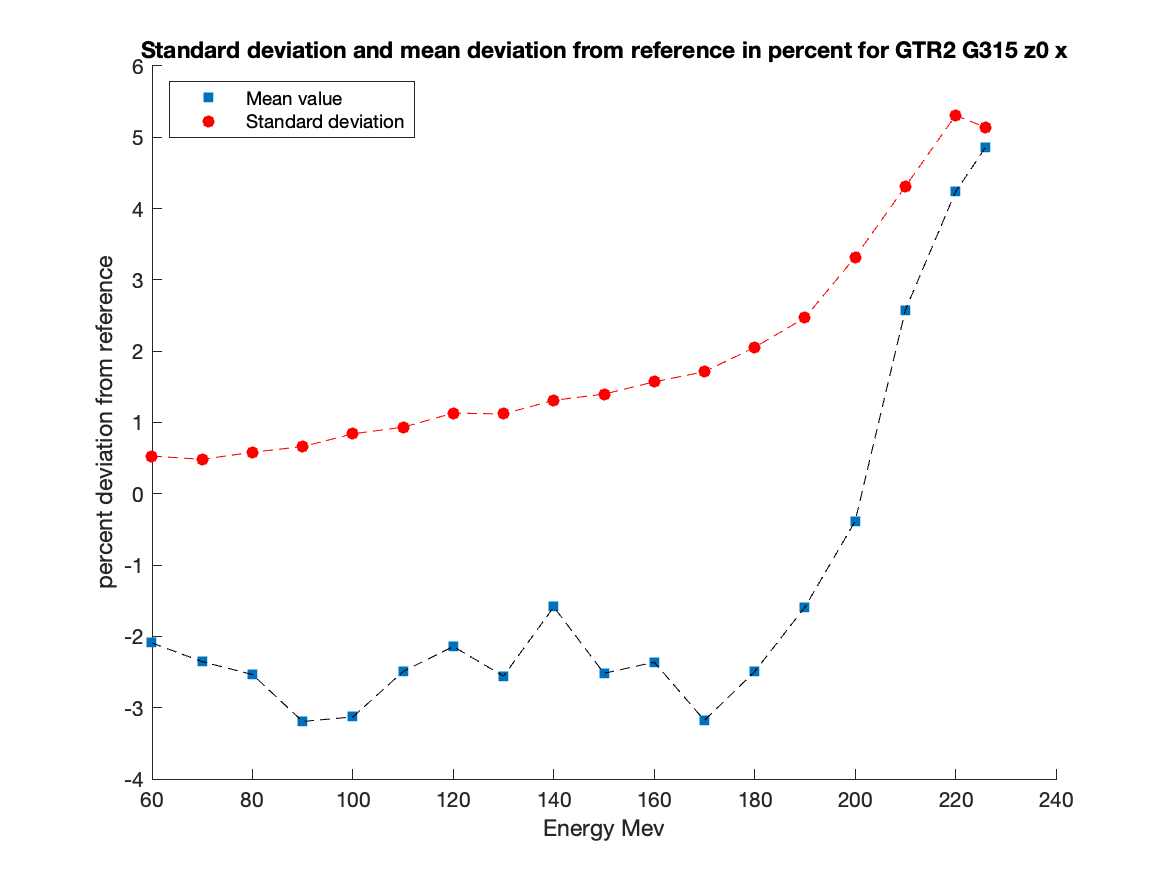 Standard deviation and mean deviation from reference in percent for GTR2 G315 z0 x
Mean value
Standard deviation
percent deviation from reference
6
5
4
3
2
1
0
-1
-2
-3
-4
60 80 100 120 140 160 180 200 220 240
Energy Mev